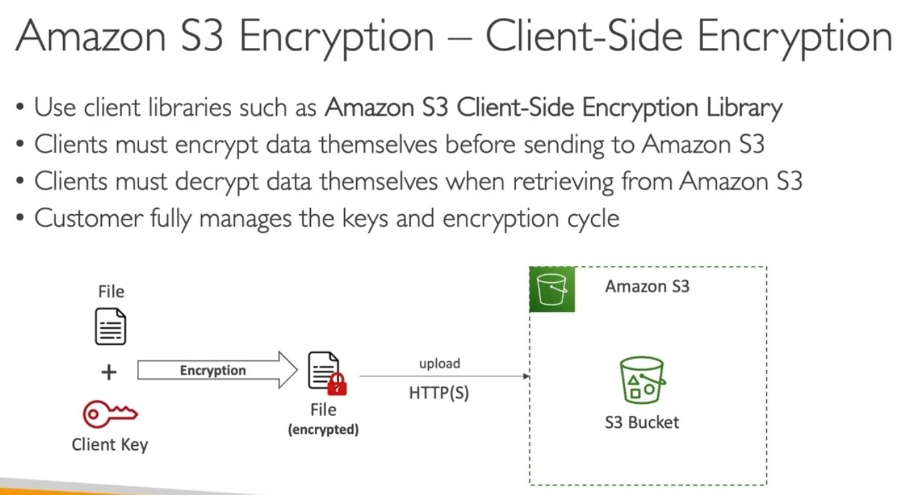 Amazon S3 Encryption – Client-Side Encryption
• Use client libraries such as Amazon S3 Client-Side Encryption Library
• Clients must encrypt data themselves before sending to Amazon S3
• Clients must decrypt data themselves when retrieving from Amazon S3
• Customer fully manages the keys and encryption cycle
File
+
Client Key
Encryption
File
(encrypted)
upload
HTTP(S)
Amazon S3
S3 Bucket